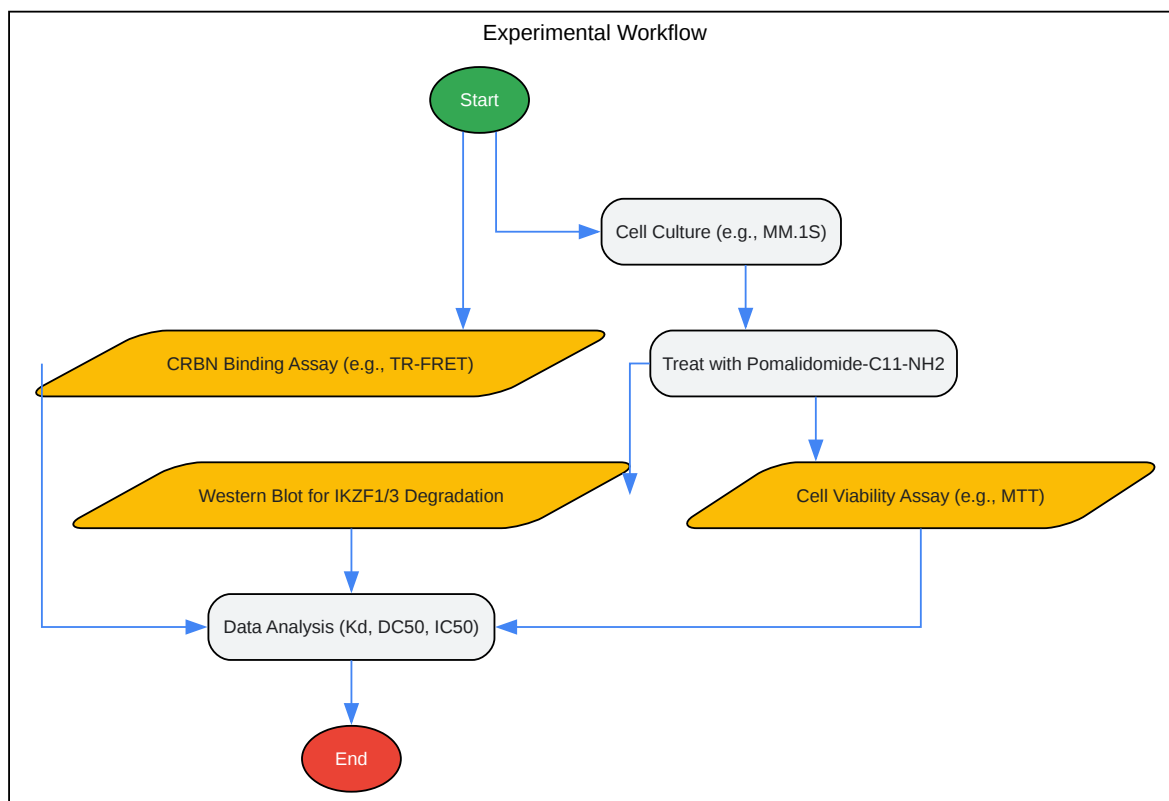 Experimental Workflow
Start
Cell Culture (e.g., MM.1S)
CRBN Binding Assay (e.g., TR-FRET)
Treat with Pomalidomide-C11-NH2
Western Blot for IKZF1/3 Degradation
Cell Viability Assay (e.g., MTT)
Data Analysis (Kd, DC50, IC50)
End